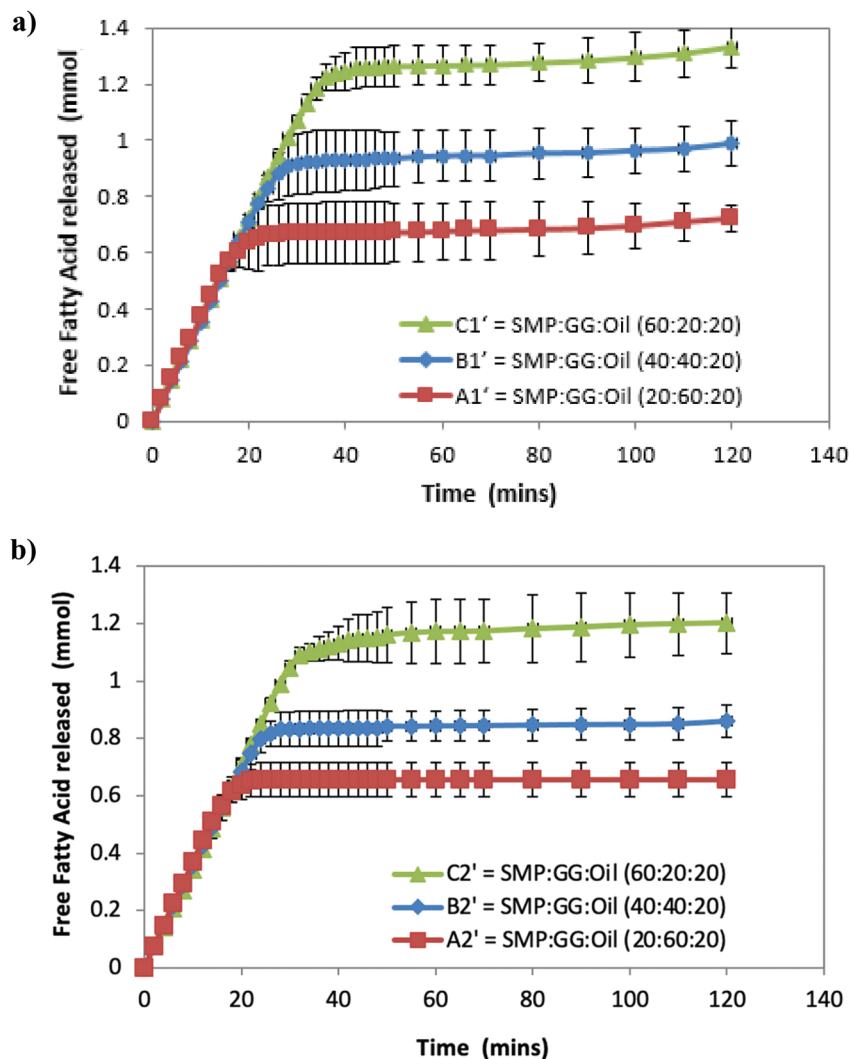 a)
Free Fatty Acid released (mmol)
1.4
1.2
1
0.8
0.6
0.4
0.2
0
C1‘ = SMP:GG:Oil (60:20:20)
B1‘ = SMP:GG:Oil (40:40:20)
A1‘ = SMP:GG:Oil (20:60:20)
0 20 40 60 80 100 120 140
Time (mins)
b)
Free Fatty Acid released (mmol)
1.4
1.2
1
0.8
0.6
0.4
0.2
0
C2' = SMP:GG:Oil (60:20:20)
B2' = SMP:GG:Oil (40:40:20)
A2' = SMP:GG:Oil (20:60:20)
0 20 40 60 80 100 120 140
Time (mins)